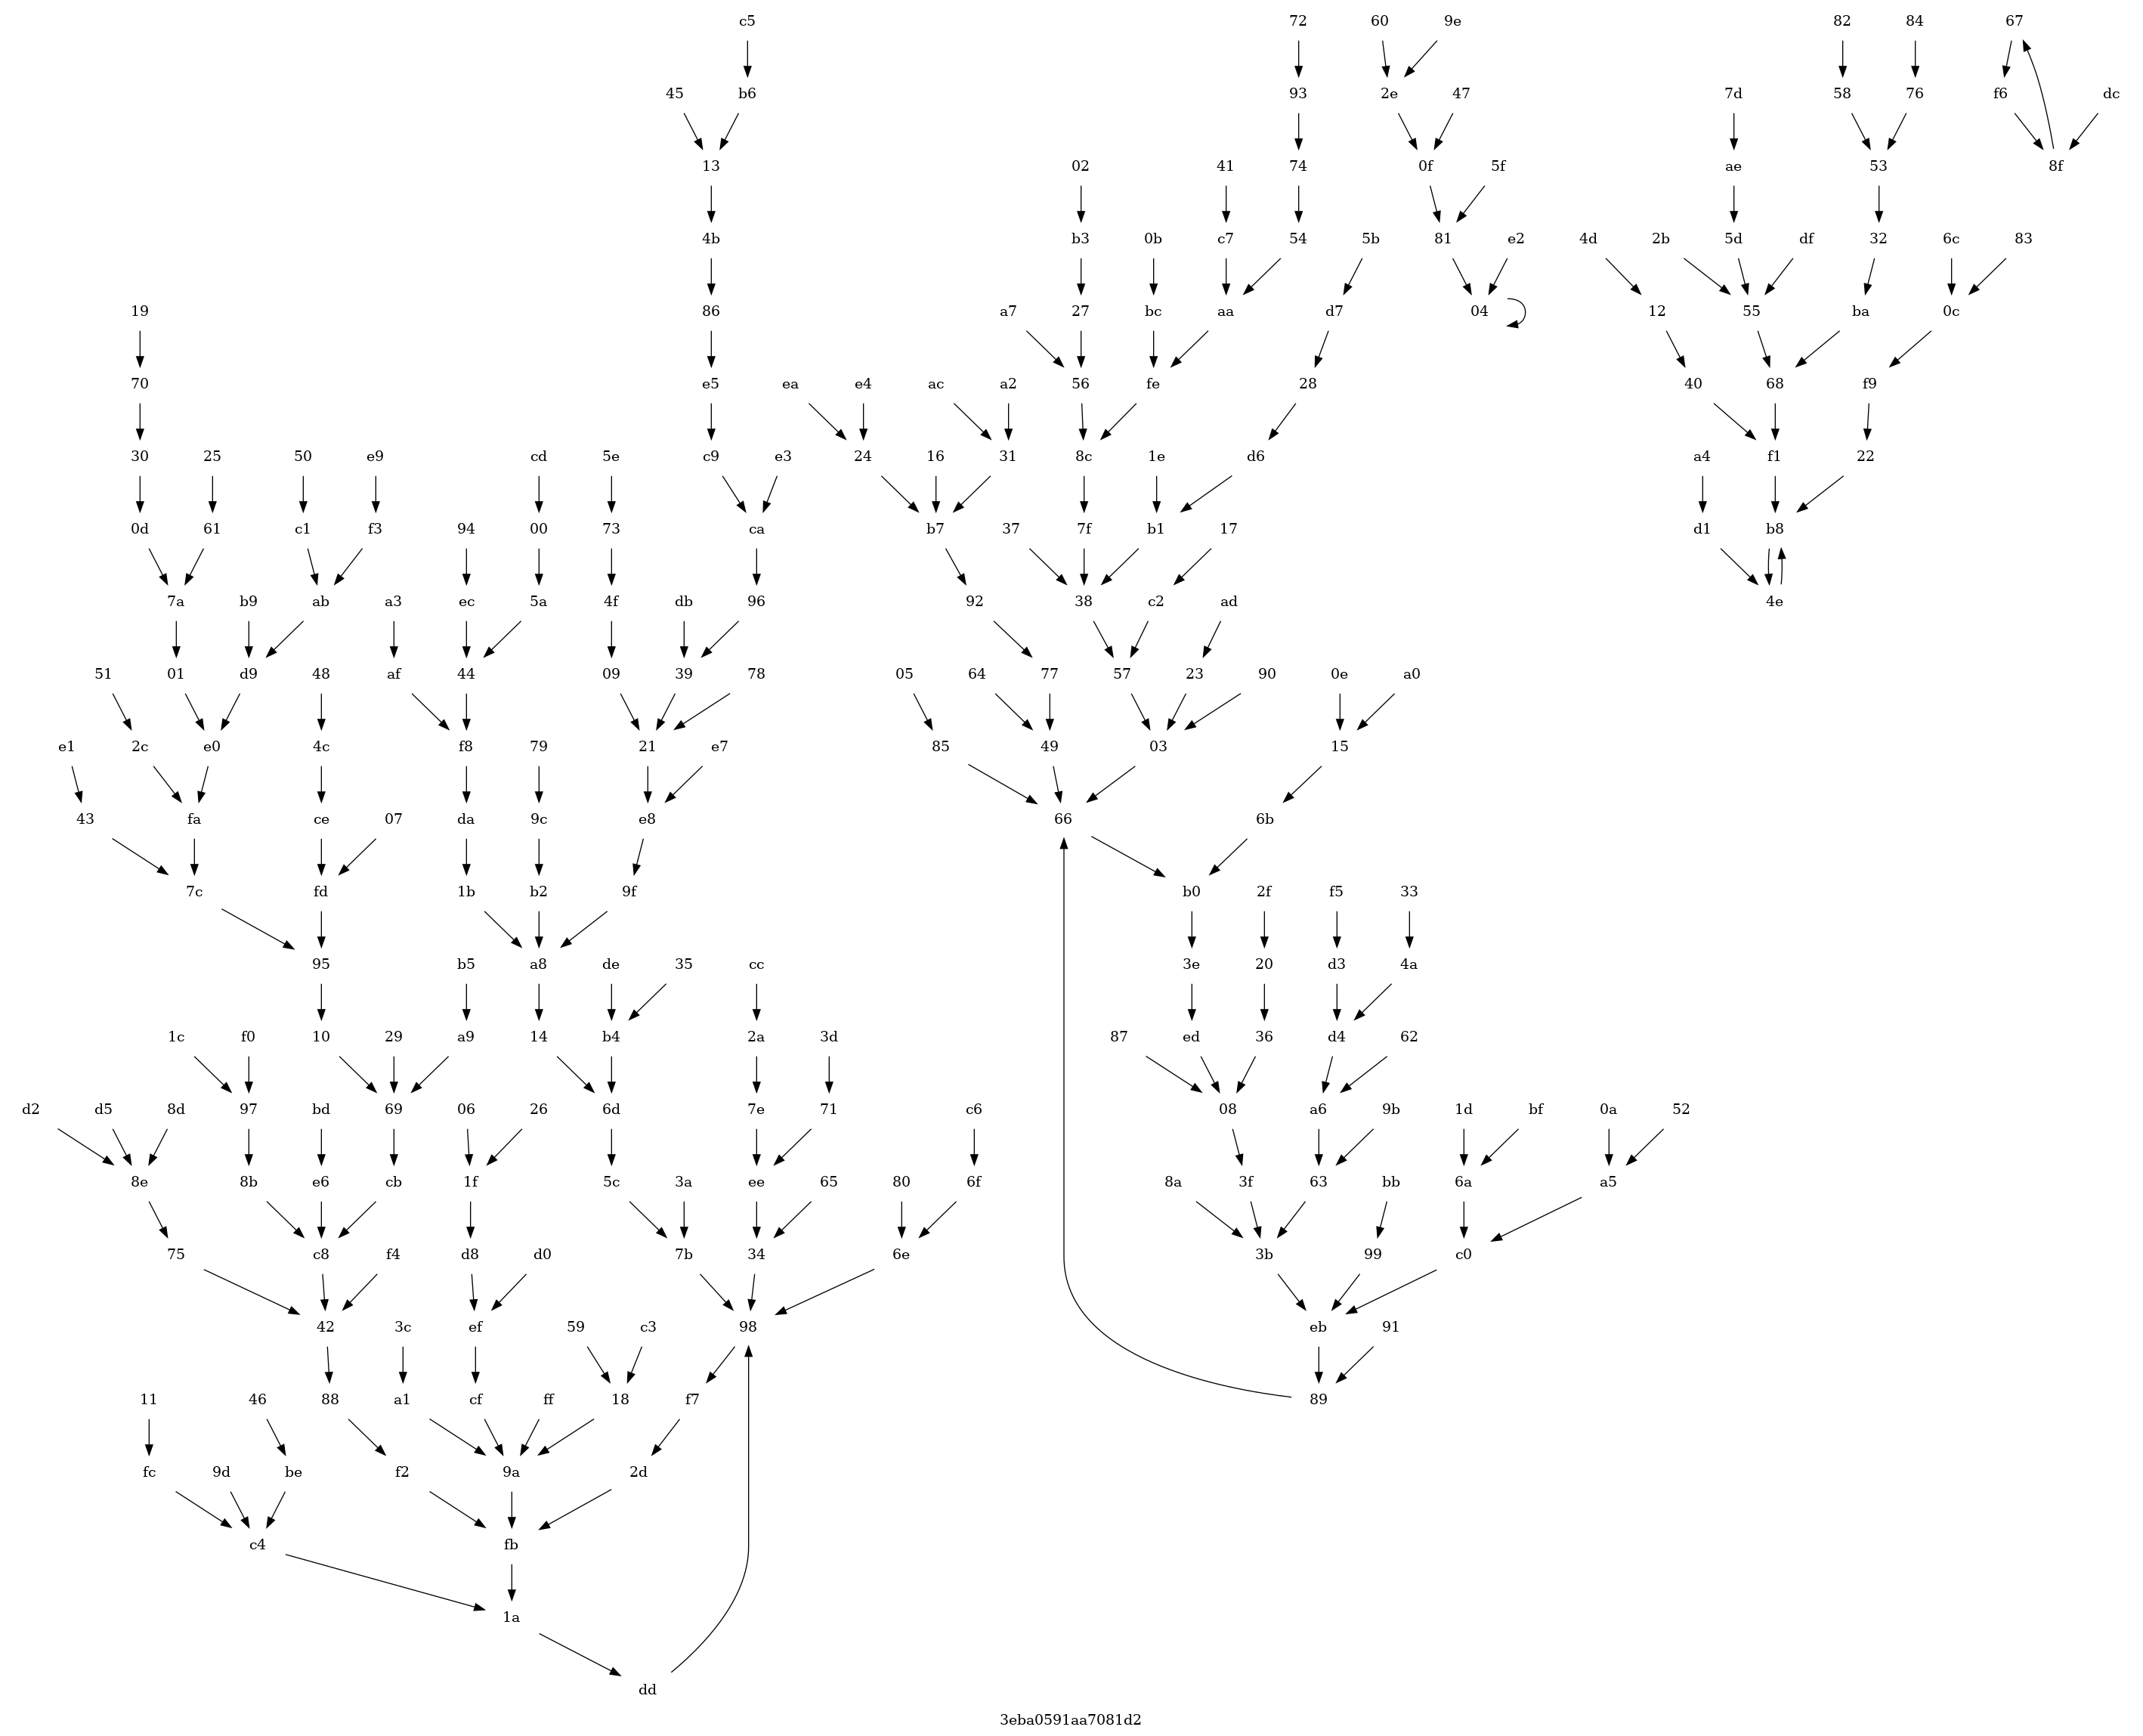 c5 72 60 9e 82 84 67
45 b6 93 2e 47 7d 58 76 f6 dc
13 02 41 74 0f 5f ae 53 8f
4b b3 0b c7 54 5b 81 e2 4d 2b 5d df 32 6c 83
19 86 a7 27 bc aa d7 04 12 55 ba 0c
70 e5 ea e4 ac a2 56 fe 28 40 68 f9
30 25 50 e9 cd 5e c9 e3 24 16 31 8c 1e d6 a4 f1 22
0d 61 c1 f3 94 00 73 ca b7 37 7f b1 17 d1 b8
7a b9 ab a3 ec 5a 4f db 96 92 38 c2 ad 4e
51 01 d9 48 af 44 09 39 78 05 64 77 57 23 90 0e a0
e1 2c e0 4c f8 79 21 e7 85 49 03 15
43 fa ce 07 da 9c e8 66 6b
7c fd 1b b2 9f b0 2f f5 33
95 b5 a8 de 35 cc 3e 20 d3 4a
1c f0 10 29 a9 14 b4 2a 3d 87 ed 36 d4 62
d2 d5 8d 97 bd 69 06 26 6d 7e 71 c6 08 a6 9b 1d bf 0a 52
8e 8b e6 cb 1f 5c 3a ee 65 80 6f 8a 3f 63 bb 6a a5
75 c8 f4 d8 d0 7b 34 6e 3b 99 c0
42 3c ef 59 c3 98 eb 91
11 46 88 a1 cf ff 18 f7 89
fc 9d be f2 9a 2d
c4 fb
1a
dd
3eba0591aa7081d2